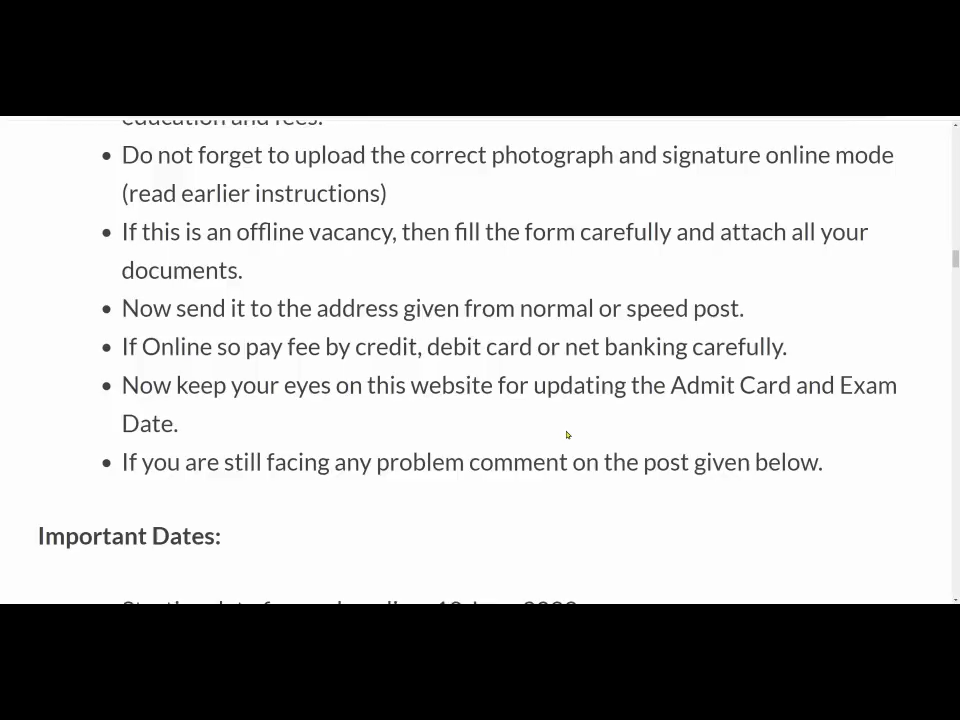 education and fees.
• Do not forget to upload the correct photograph and signature online mode
(read earlier instructions)
• If this is an offline vacancy, then fill the form carefully and attach all your
documents.
• Now send it to the address given from normal or speed post.
• If Online so pay fee by credit, debit card or net banking carefully.
• Now keep your eyes on this website for updating the Admit Card and Exam
Date.
• If you are still facing any problem comment on the post given below.
Important Dates: